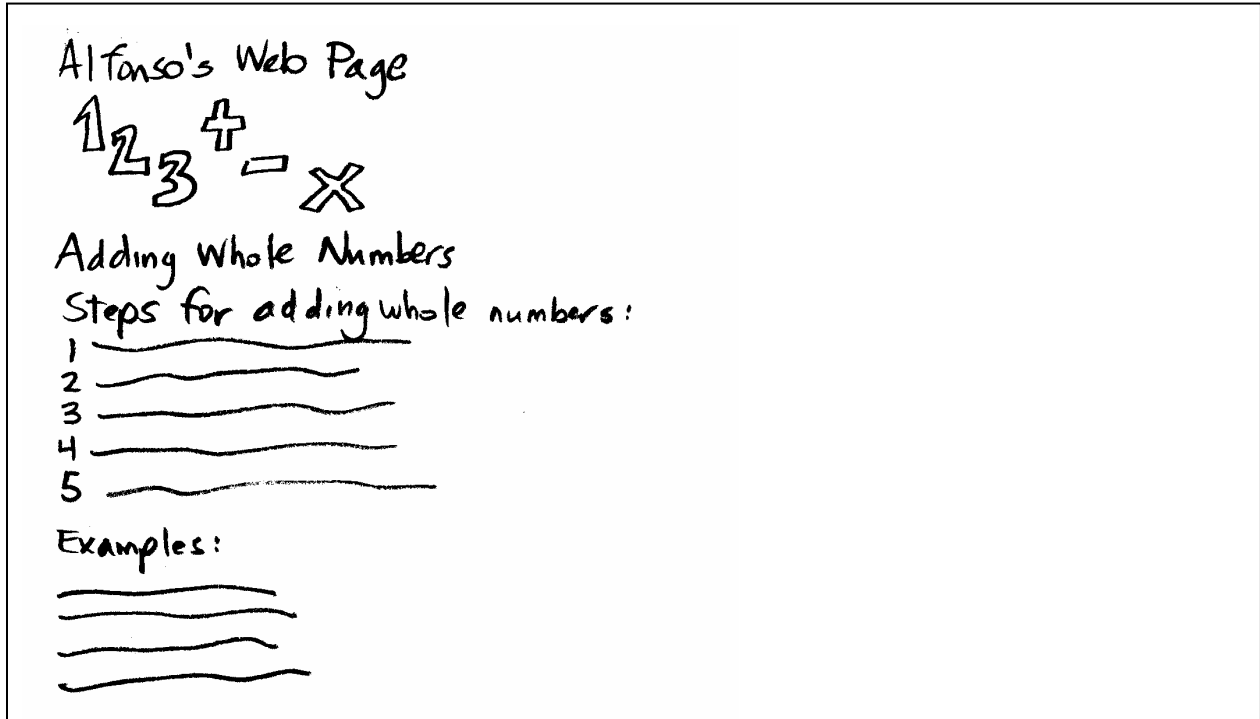 Alfonso's Web Page
1 2 3 + - x
Adding Whole Numbers
Steps for adding whole numbers:
1
2
3
4
5
Examples: